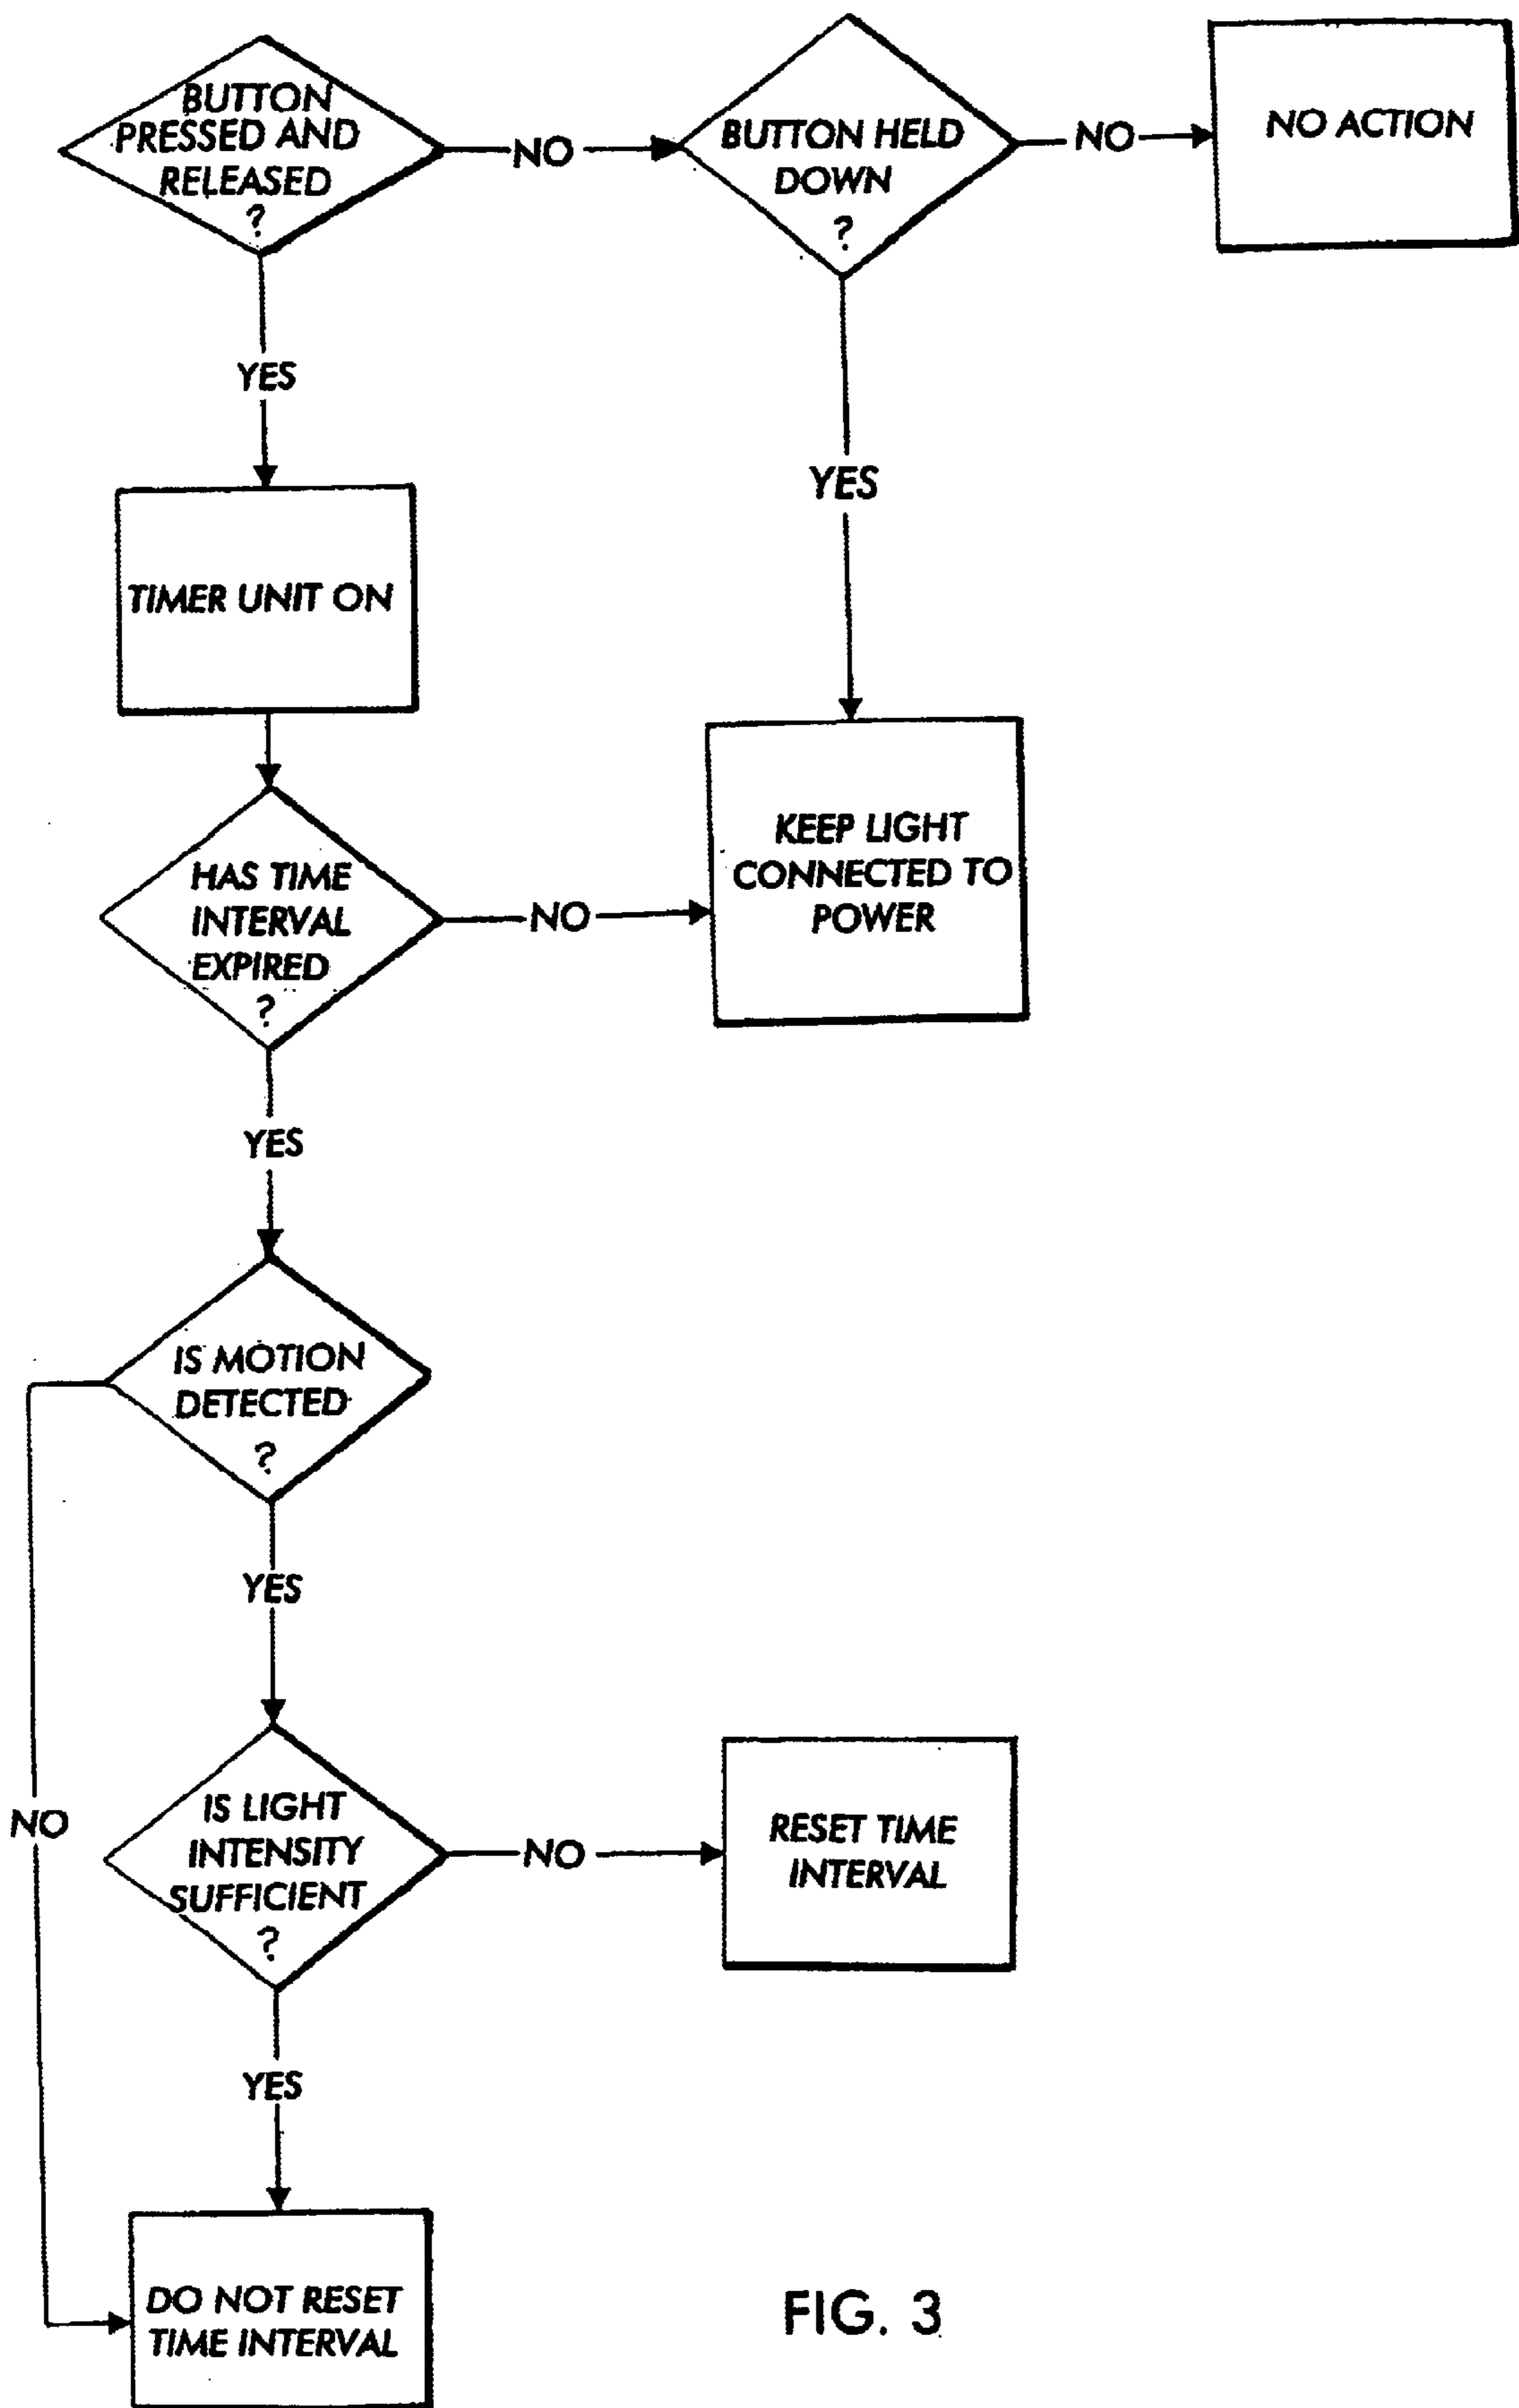 BUTTON
PRESSED AND
RELEASED
?
NO
BUTTON HELD
DOWN
?
NO
NO ACTION
YES
YES
TIMER UNIT ON
HAS TIME
INTERVAL
EXPIRED
?
NO
KEEP LIGHT
CONNECTED TO
POWER
YES
IS MOTION
DETECTED
?
YES
NO
IS LIGHT
INTENSITY
SUFFICIENT
?
NO
RESET TIME
INTERVAL
YES
DO NOT RESET
TIME INTERVAL
FIG. 3